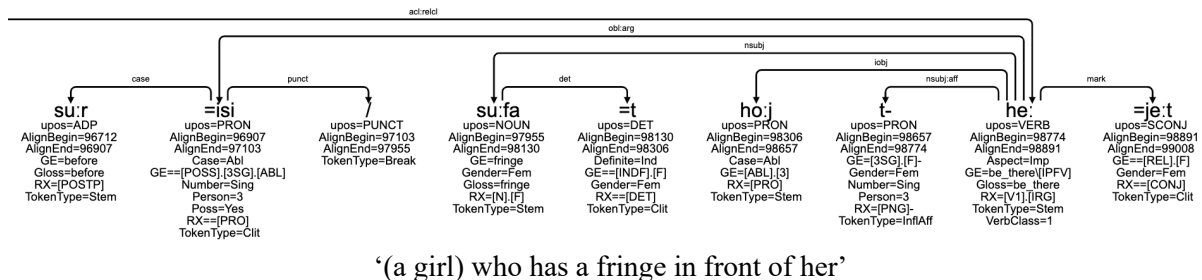 acl:relcl
obl:arg
nsubj
iobj
case punct det nsubj:aff mark
suːr =isi / suːfa =t hoːj t- heː =jeːt
upos=ADP upos=PRON upos=PUNCT upos=NOUN upos=DET upos=PRON upos=PRON upos=VERB upos=SCONJ
AlignBegin=96712 AlignBegin=96907 AlignBegin=97103 AlignBegin=97955 AlignBegin=98130 AlignBegin=98306 AlignBegin=98657 AlignBegin=98774 AlignBegin=98891
AlignEnd=96907 AlignEnd=97103 AlignEnd=97955 AlignEnd=98130 AlignEnd=98306 AlignEnd=98657 AlignEnd=98774 AlignEnd=98891 AlignEnd=99008
GE=before Case=Abl TokenType=Break GE=fringe Definite=Ind Case=Abl GE=[3SG].[F]- Aspect=Imp GE==[REL].[F]
Gloss=before GE==[POSS].[3SG].[ABL] Gender=Fem GE==[INDF].[F] GE=[ABL].[3] Gender=Fem GE=be_there\[IPFV] Gender=Fem
RX=[POSTP] Number=Sing Gloss=fringe Gender=Fem RX=[PRO] Number=Sing Gloss=be_there RX==[CONJ]
TokenType=Stem Person=3 RX=[N].[F] RX==[DET] TokenType=Stem Person=3 RX=[V1].[IRG] TokenType=Clit
Poss=Yes TokenType=Stem TokenType=Clit RX=[PNG]- TokenType=Stem
RX==[PRO] TokenType=InflAff VerbClass=1
TokenType=Clit
‘(a girl) who has a fringe in front of her’